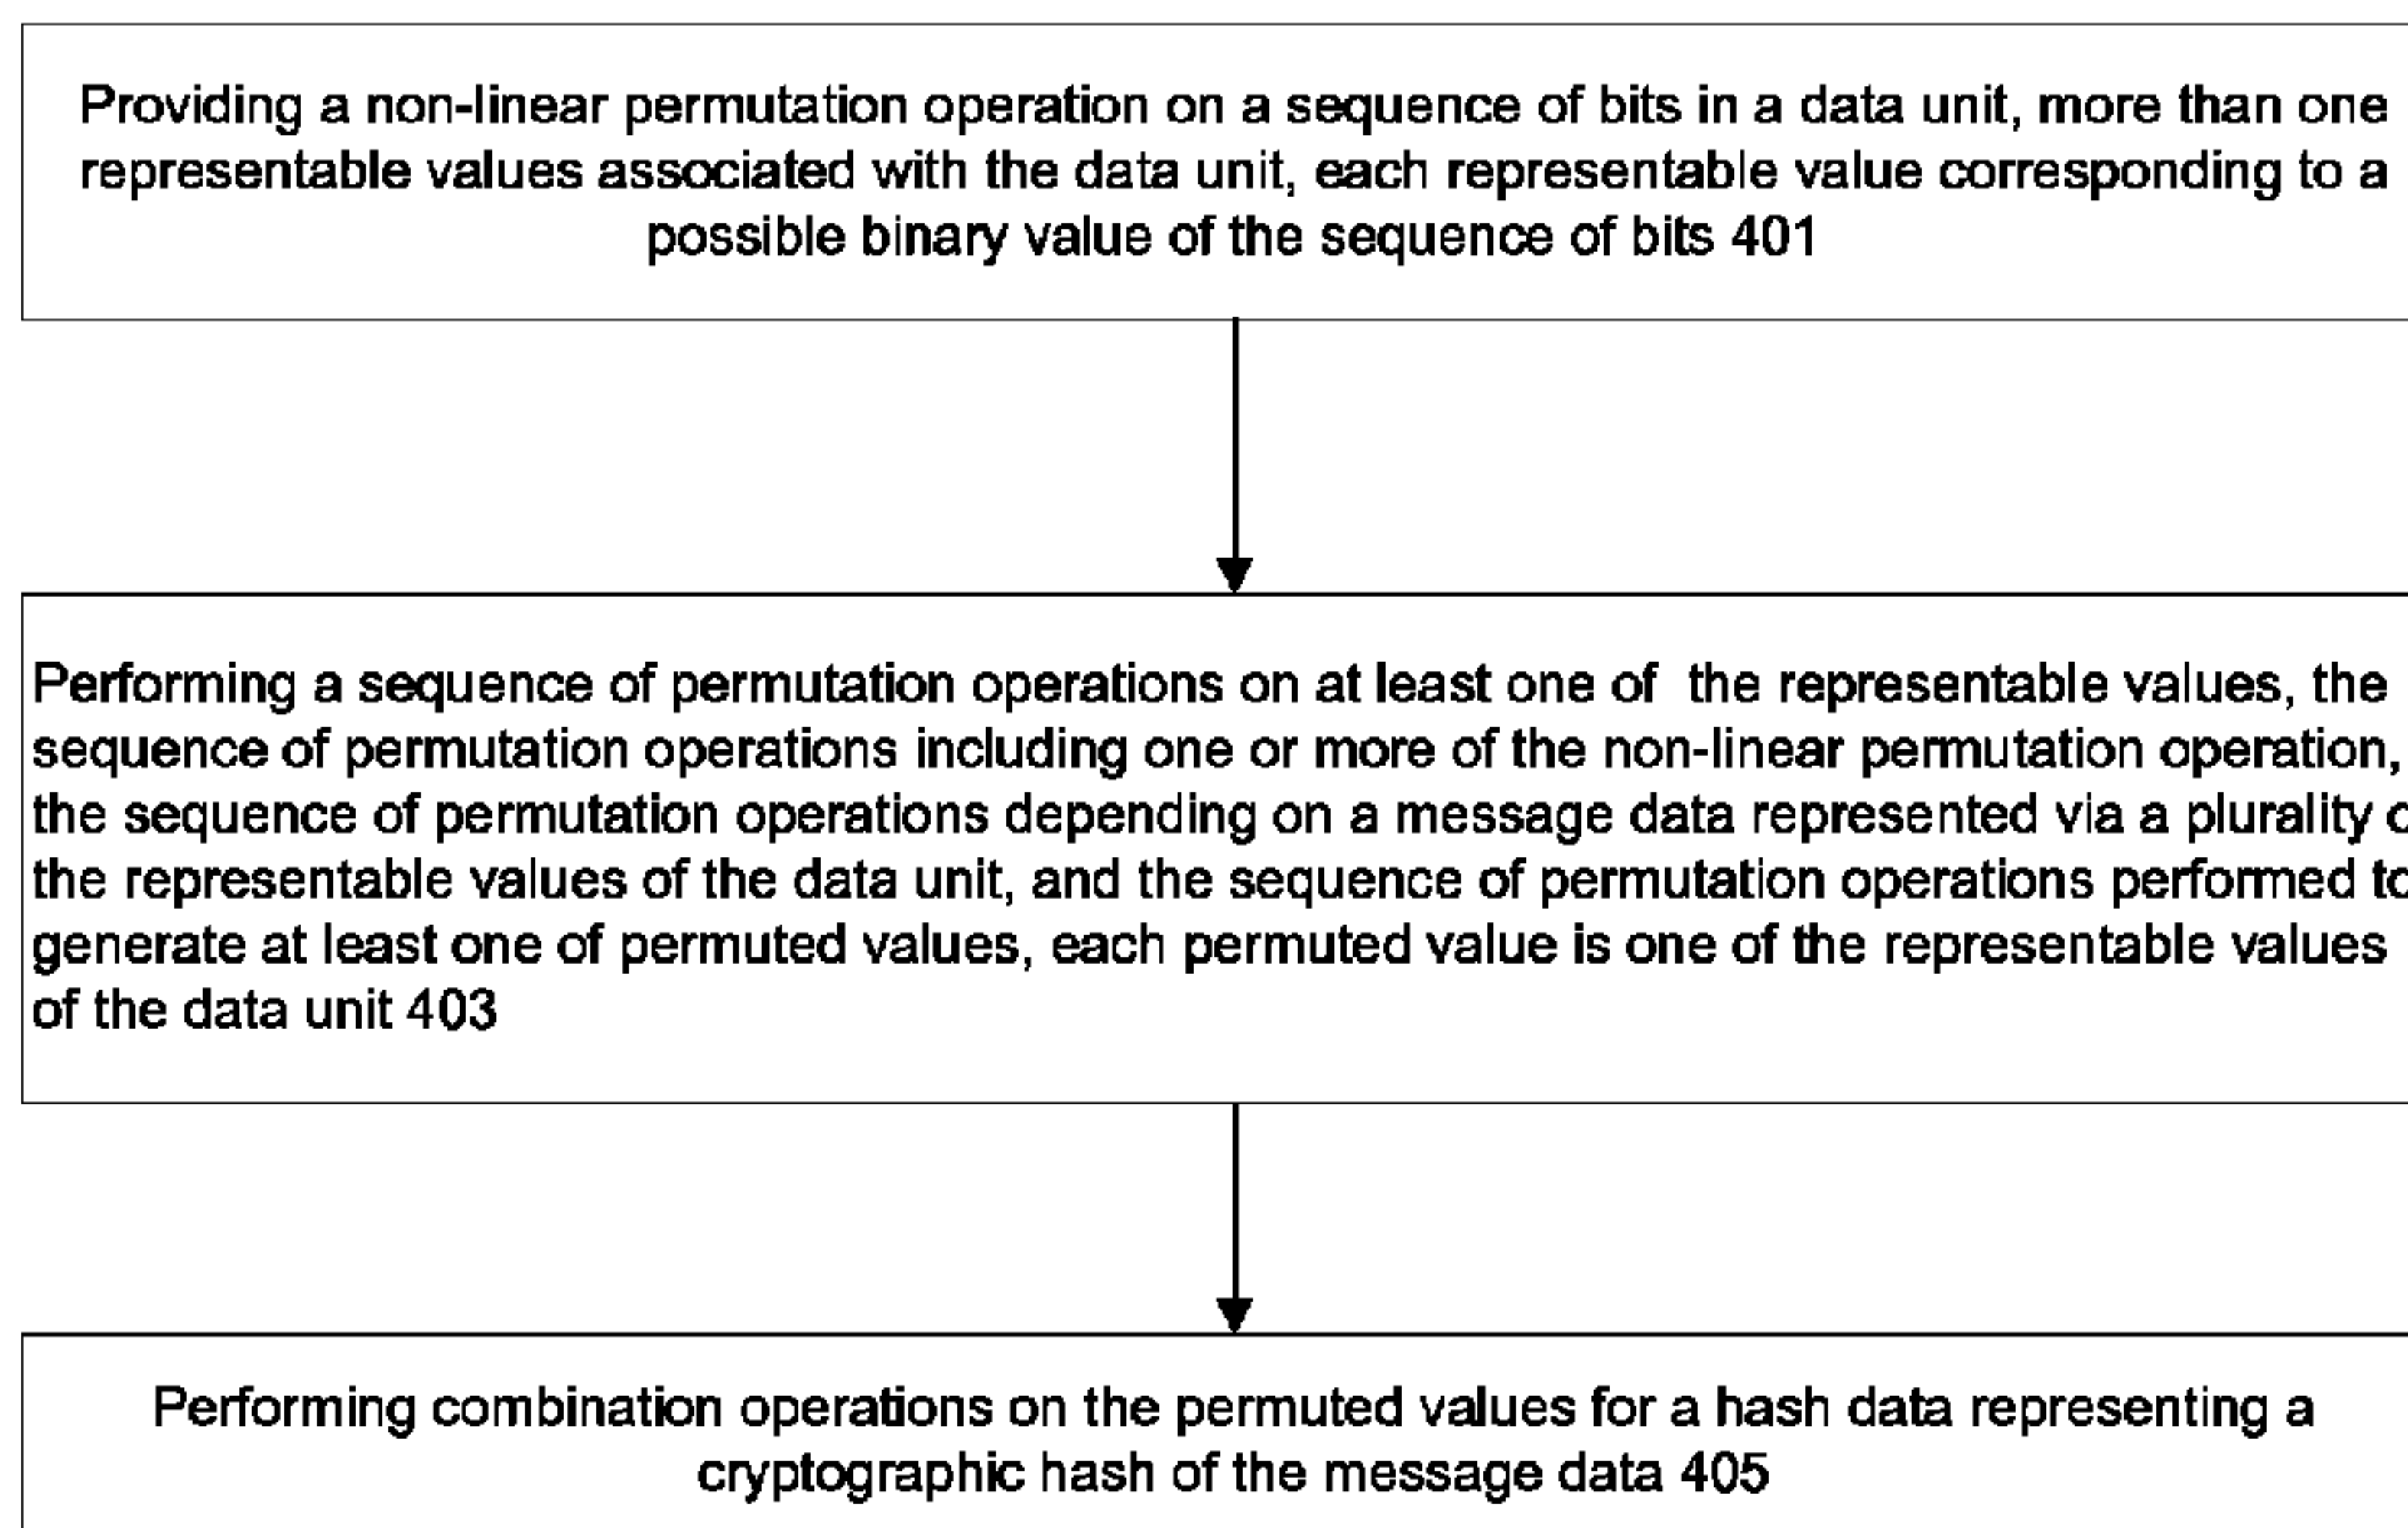 Providing a non-linear permutation operation on a sequence of bits in a data unit, more than one
representable values associated with the data unit, each representable value corresponding to a
possible binary value of the sequence of bits 401
Performing a sequence of permutation operations on at least one of the representable values, the
sequence of permutation operations including one or more of the non-linear permutation operation,
the sequence of permutation operations depending on a message data represented via a plurality
the representable values of the data unit, and the sequence of permutation operations performed to
generate at least one of permuted values, each permuted value is one of the representable values
of the data unit 403
Performing combination operations on the permuted values for a hash data representing a
cryptographic hash of the message data 405